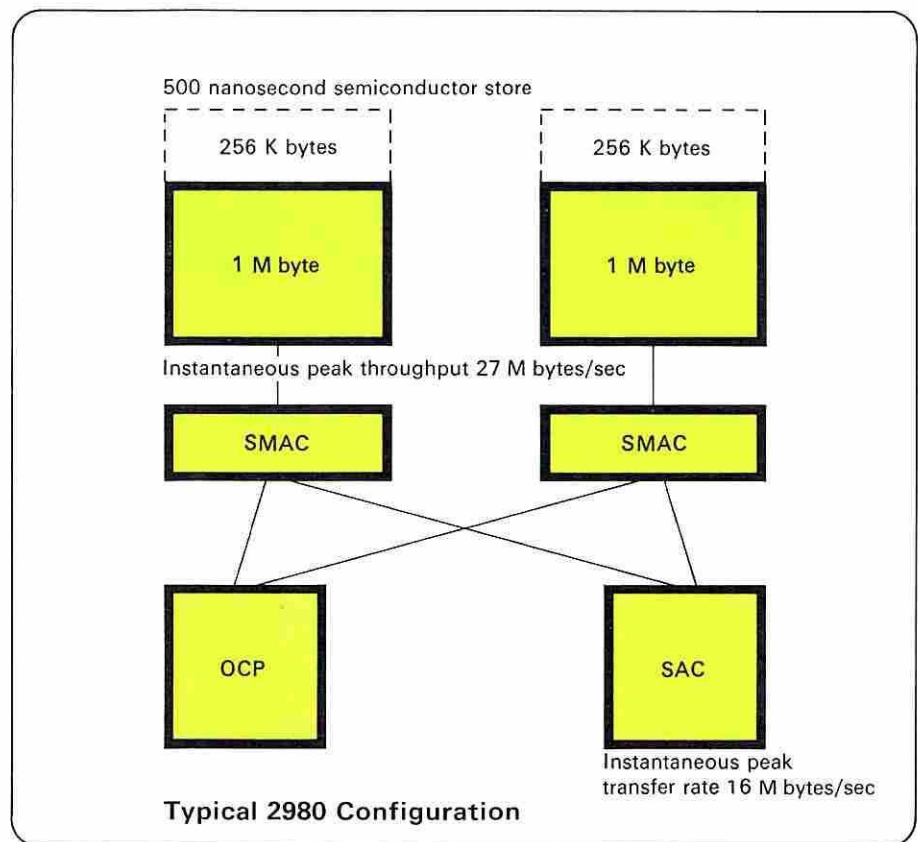 500 nanosecond semiconductor store
256 K bytes
256 K bytes
1 M byte
1 M byte
Instantaneous peak throughput 27 M bytes/sec
SMAC
SMAC
OCP
SAC
Instantaneous peak
transfer rate 16 M bytes/sec
Typical 2980 Configuration